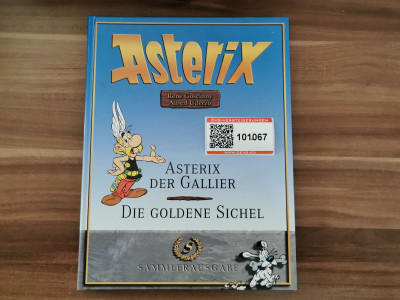 Asterix
René Goscinny
Albert Uderzo
101067
ASTERIX
DER GALLIER
DIE GOLDENE SICHEL
S
SAMMLERAUSGABE